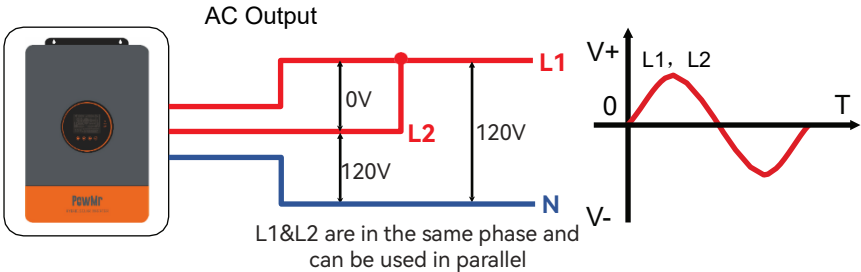 AC Output
L1
0V
L2
120V
120V
N
L1&L2 are in the same phase and
can be used in parallel
PowMr
V+
L1，L2
0
T
V-